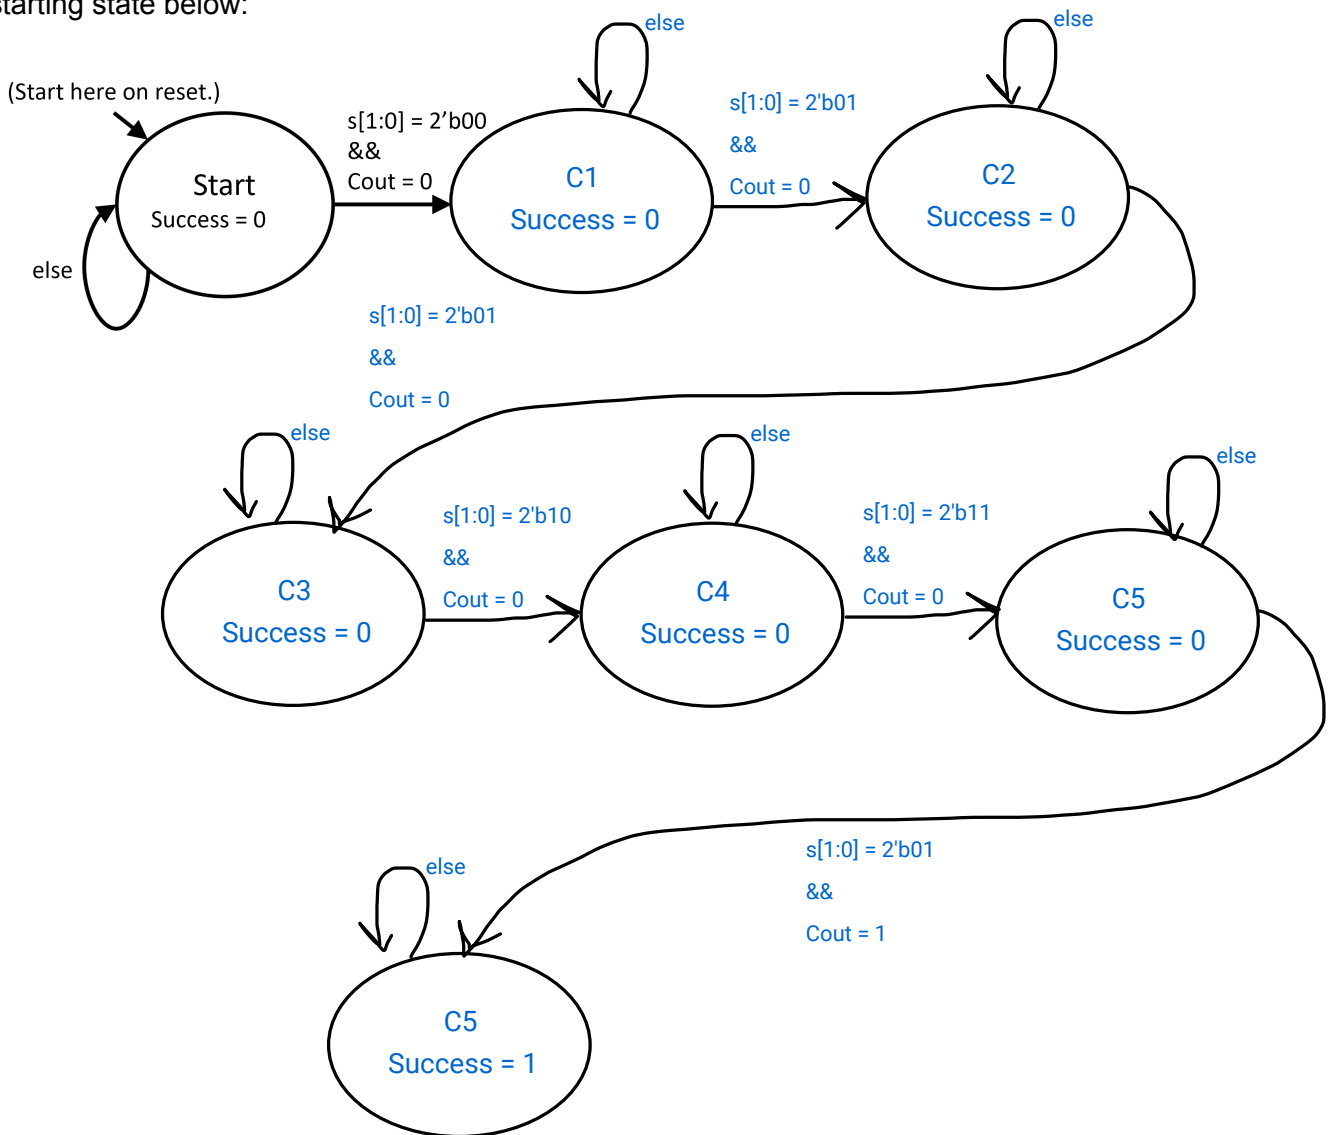 starting state below:
(Start here on reset.)
else
else
s[1:0] = 2'b00
&&
Cout = 0
s[1:0] = 2'b01
&&
Cout = 0
Start
Success = 0
C1
Success = 0
C2
Success = 0
else
s[1:0] = 2'b01
&&
Cout = 0
else
else
else
s[1:0] = 2'b10
&&
Cout = 0
s[1:0] = 2'b11
&&
Cout = 0
C3
Success = 0
C4
Success = 0
C5
Success = 0
s[1:0] = 2'b01
&&
Cout = 1
else
C5
Success = 1